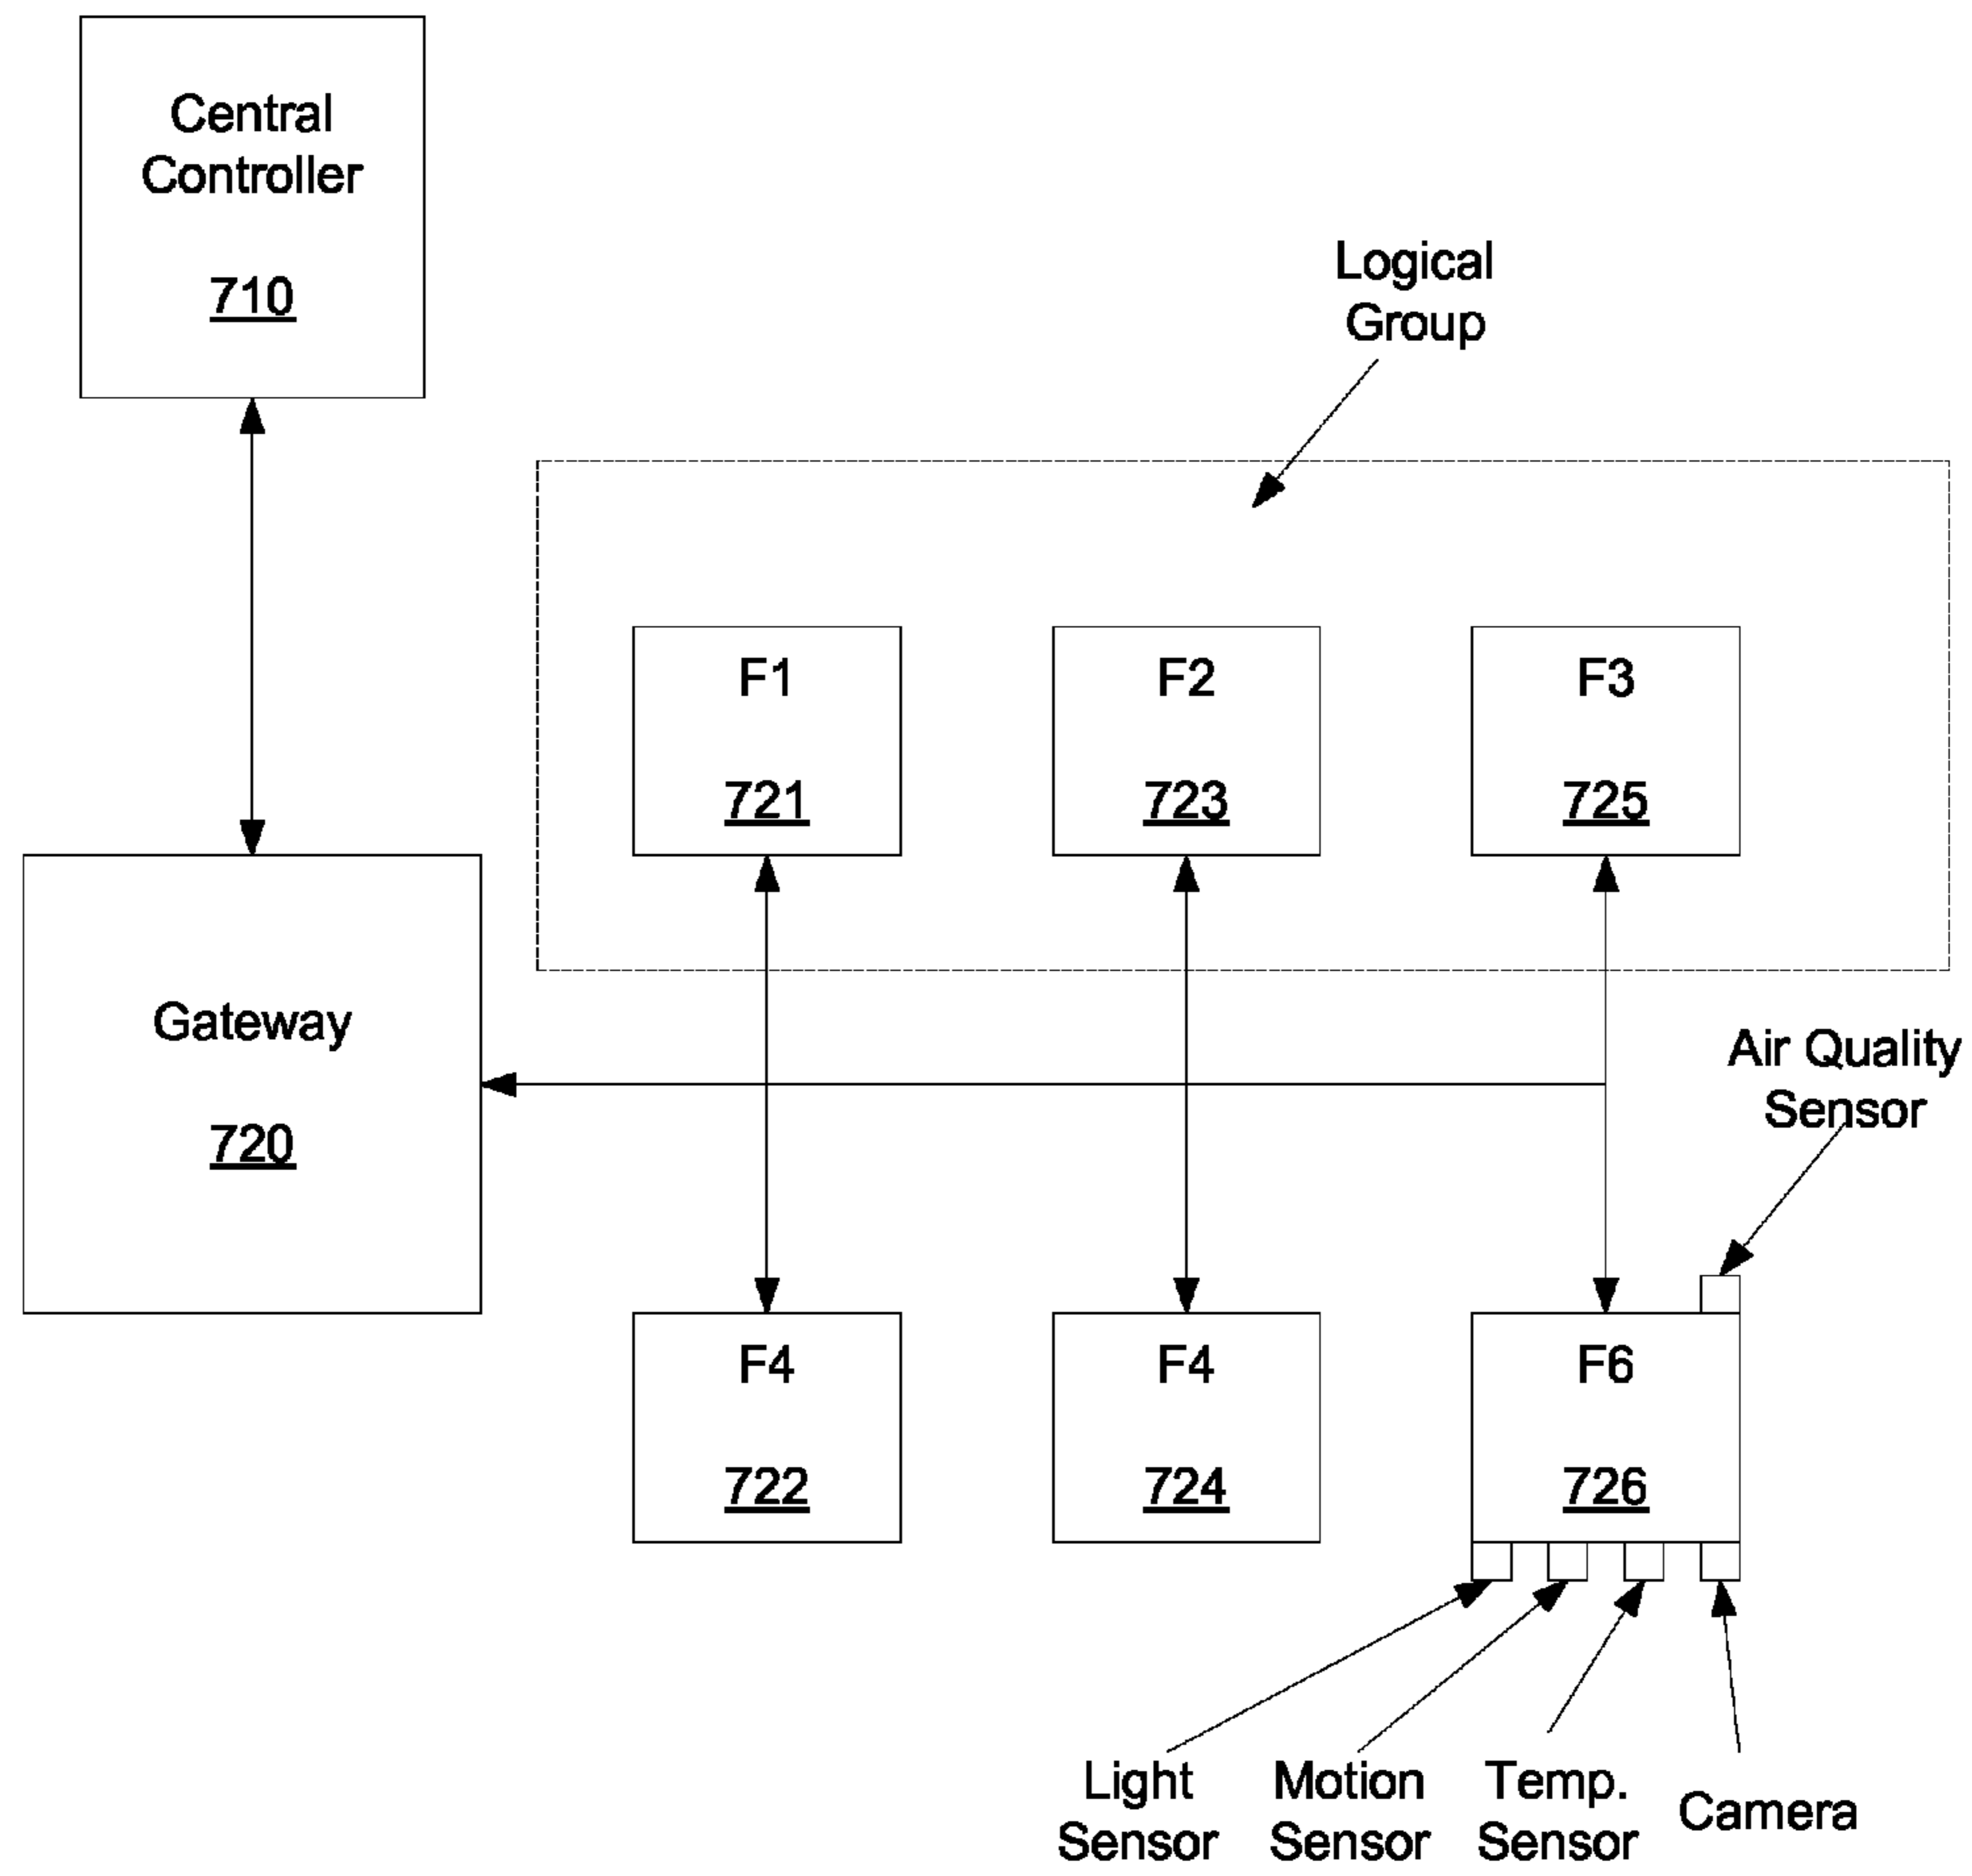 Central
Controller
710
Logical
Group
F1
721
F2
723
F3
725
Gateway
720
Air Quality
Sensor
F4
722
F4
724
F6
726
Light
Sensor
Motion
Sensor
Temp.
Sensor
Camera